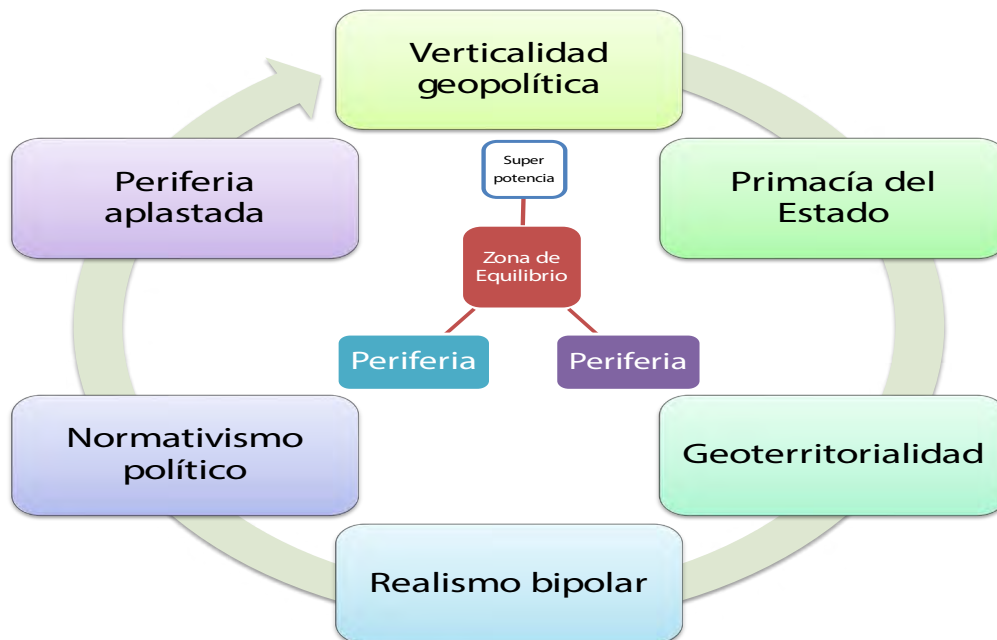 Verticalidad
geopolítica
Primacía del
Estado
Geoterritorialidad
Realismo bipolar
Normativismo
político
Periferia
aplastada
Super
potencia
Zona de
Equilibrio
Periferia
Periferia